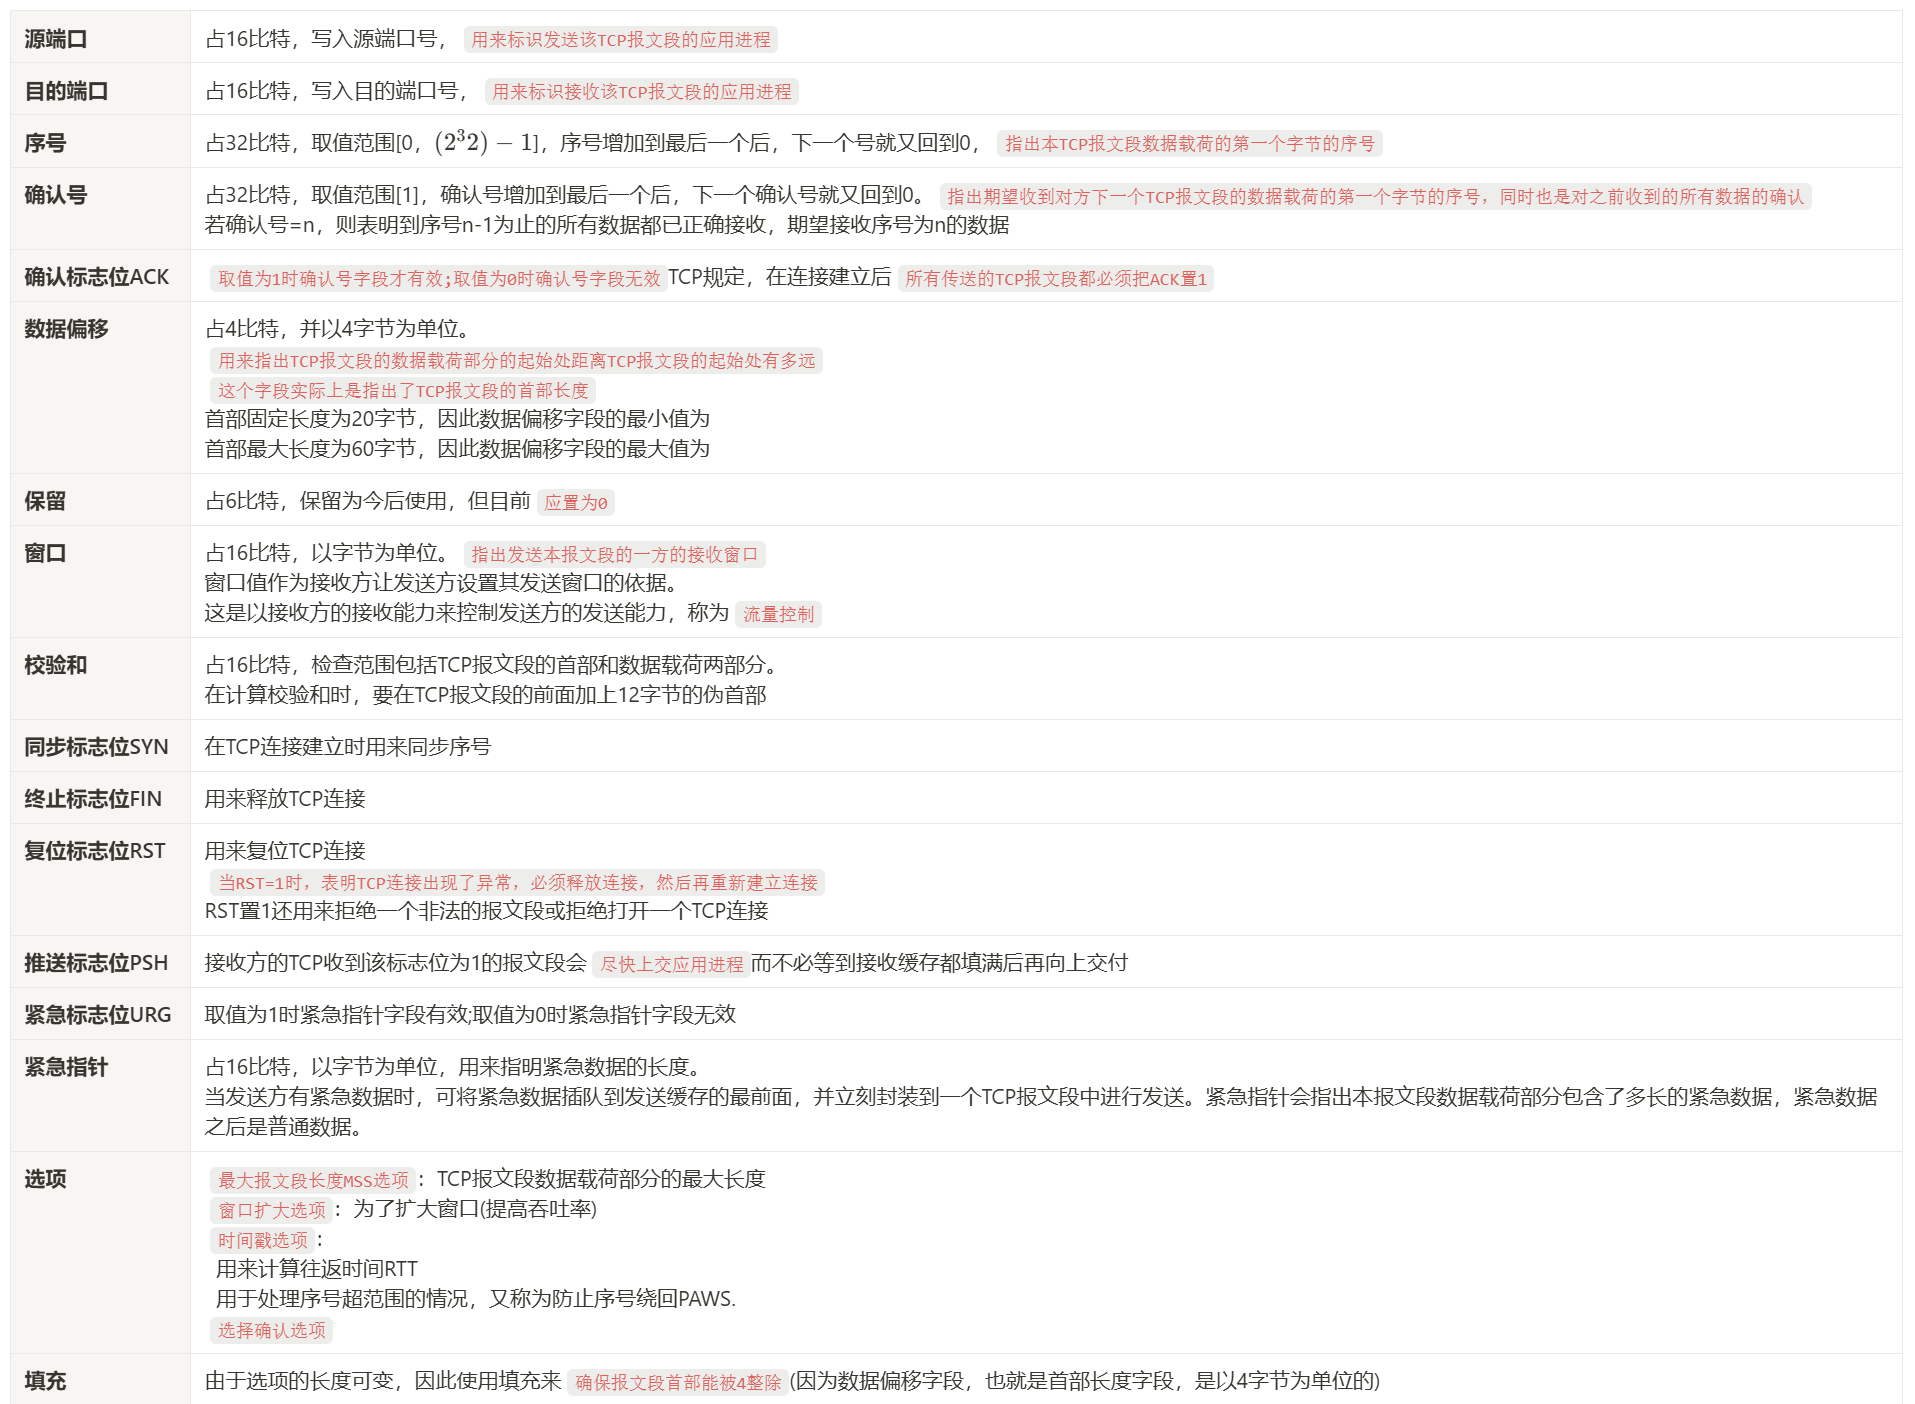 源端口 占16比特，写入源端口号， 用来标识发送该TCP报文段的应用进程
目的端口 占16比特，写入目的端口号， 用来标识接收该TCP报文段的应用进程
序号 占32比特，取值范围[0，(2³2) − 1]，序号增加到最后一个后，下一个号就又回到0， 指出本TCP报文段数据载荷的第一个字节的序号
确认号 占32比特，取值范围[1]，确认号增加到最后一个后，下一个确认号就又回到0。 指出期望收到对方下一个TCP报文段的数据载荷的第一个字节的序号，同时也是对之前收到的所有数据的确认
若确认号=n，则表明到序号n-1为止的所有数据都已正确接收，期望接收序号为n的数据
确认标志位ACK 取值为1时确认号字段才有效;取值为0时确认号字段无效 TCP规定，在连接建立后 所有传送的TCP报文段都必须把ACK置1
数据偏移 占4比特，并以4字节为单位。
用来指出TCP报文段的数据载荷部分的起始处距离TCP报文段的起始处有多远
这个字段实际上是指出了TCP报文段的首部长度
首部固定长度为20字节，因此数据偏移字段的最小值为
首部最大长度为60字节，因此数据偏移字段的最大值为
保留 占6比特，保留为今后使用，但目前 应置为0
窗口 占16比特，以字节为单位。 指出发送本报文段的一方的接收窗口
窗口值作为接收方让发送方设置其发送窗口的依据。
这是以接收方的接收能力来控制发送方的发送能力，称为 流量控制
校验和 占16比特，检查范围包括TCP报文段的首部和数据载荷两部分。
在计算校验和时，要在TCP报文段的前面加上12字节的伪首部
同步标志位SYN 在TCP连接建立时用来同步序号
终止标志位FIN 用来释放TCP连接
复位标志位RST 用来复位TCP连接
当RST=1时，表明TCP连接出现了异常，必须释放连接，然后再重新建立连接
RST置1还用来拒绝一个非法的报文段或拒绝打开一个TCP连接
推送标志位PSH 接收方的TCP收到该标志位为1的报文段会 尽快上交应用进程 而不必等到接收缓存都填满后再向上交付
紧急标志位URG 取值为1时紧急指针字段有效;取值为0时紧急指针字段无效
紧急指针 占16比特，以字节为单位，用来指明紧急数据的长度。
当发送方有紧急数据时，可将紧急数据插队到发送缓存的最前面，并立刻封装到一个TCP报文段中进行发送。紧急指针会指出本报文段数据载荷部分包含了多长的紧急数据，紧急数据
之后是普通数据。
选项 最大报文段长度MSS选项 ：TCP报文段数据载荷部分的最大长度
窗口扩大选项 ：为了扩大窗口(提高吞吐率)
时间戳选项 ：
用来计算往返时间RTT
用于处理序号超范围的情况，又称为防止序号绕回PAWS.
选择确认选项
填充 由于选项的长度可变，因此使用填充来 确保报文段首部能被4整除 (因为数据偏移字段，也就是首部长度字段，是以4字节为单位的)